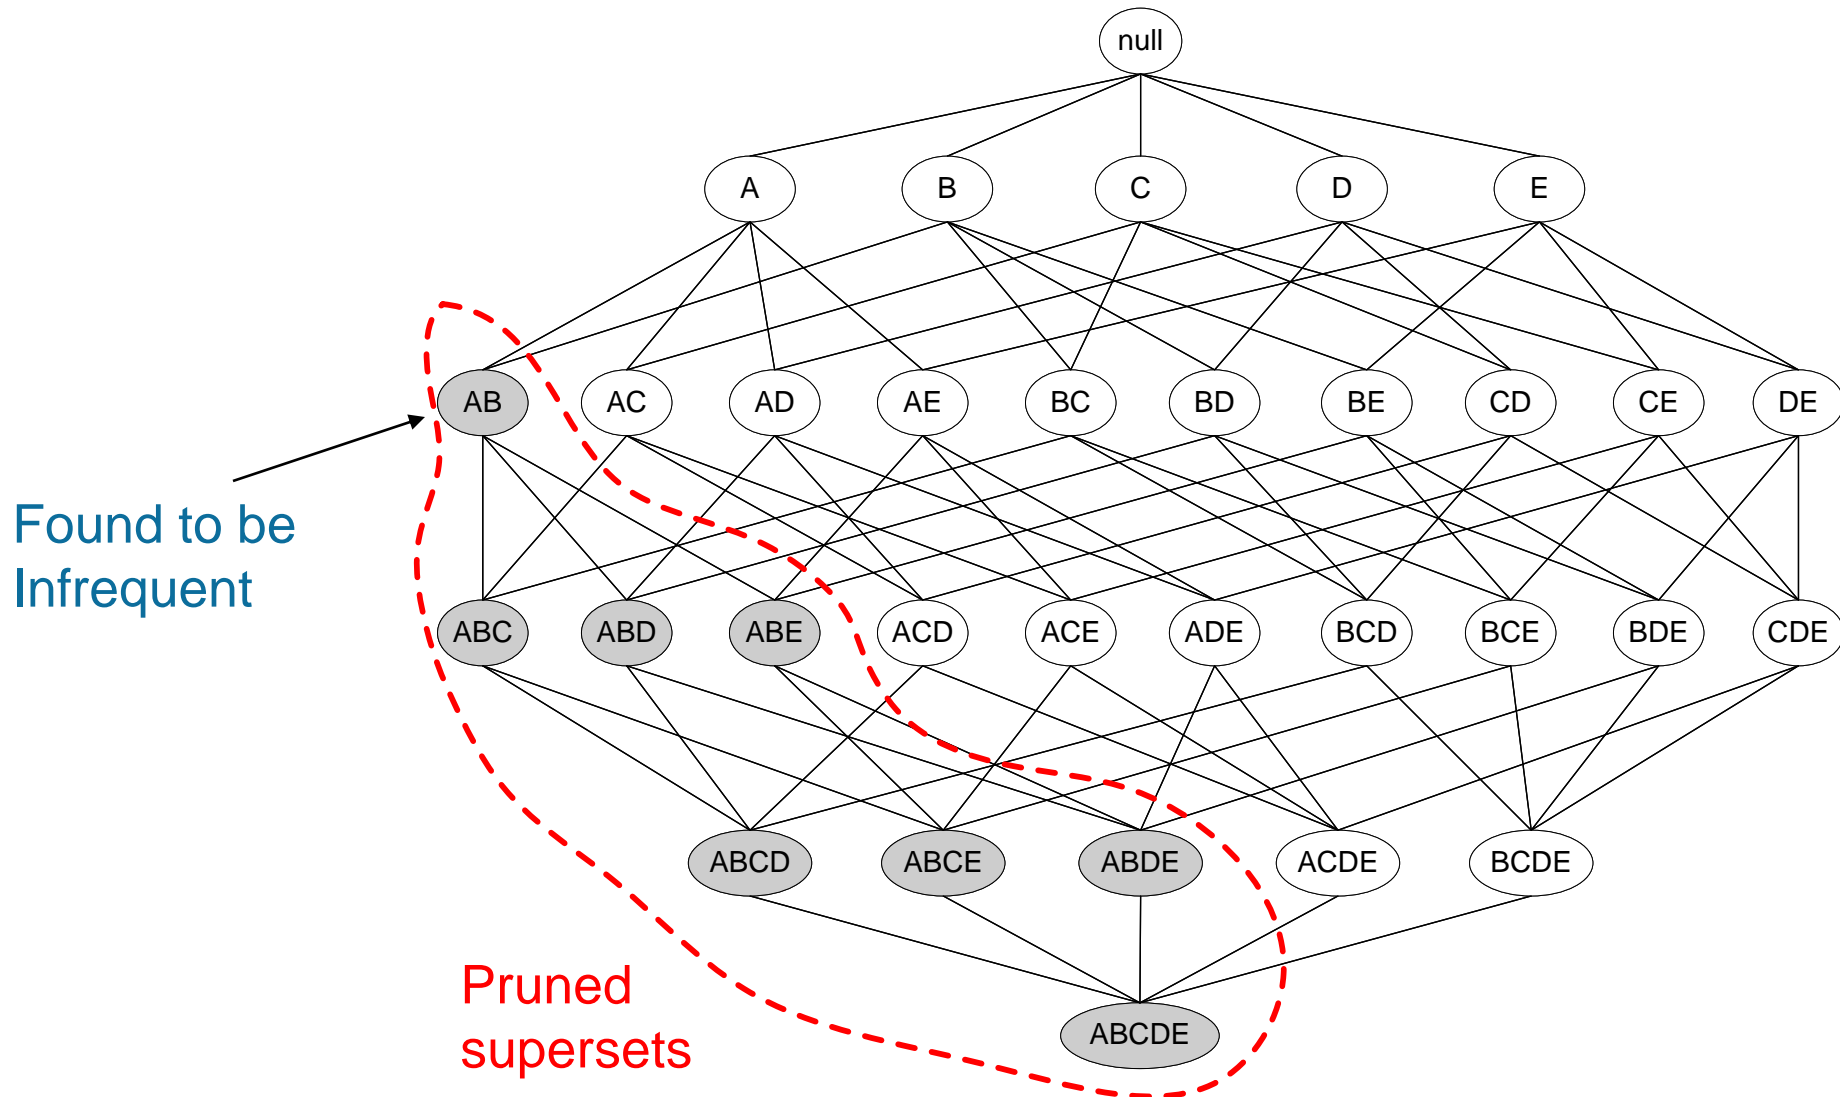 null
A B C D E
AB AC AD AE BC BD BE CD CE DE
Found to be
Infrequent
ABC ABD ABE ACD ACE ADE BCD BCE BDE CDE
ABCD ABCE ABDE ACDE BCDE
Pruned
supersets
ABCDE